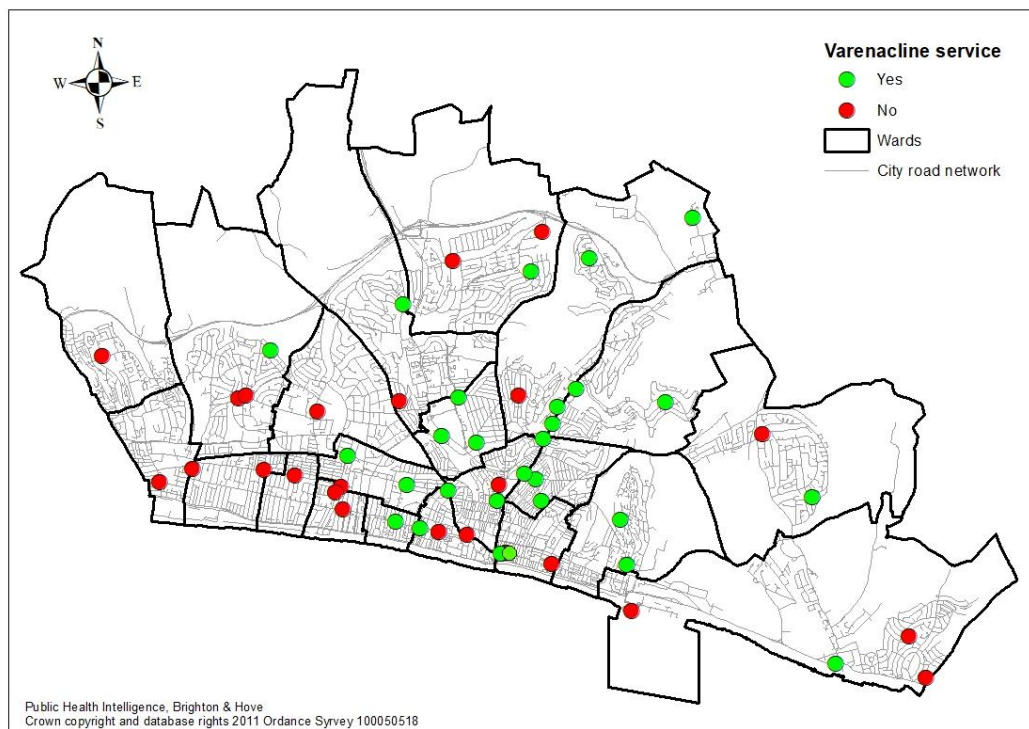 N
W E
S
Varenacline service
Yes
No
Wards
City road network
Public Health Intelligence, Brighton & Hove
Crown copyright and database rights 2011 Ordance Syrvey 100050518